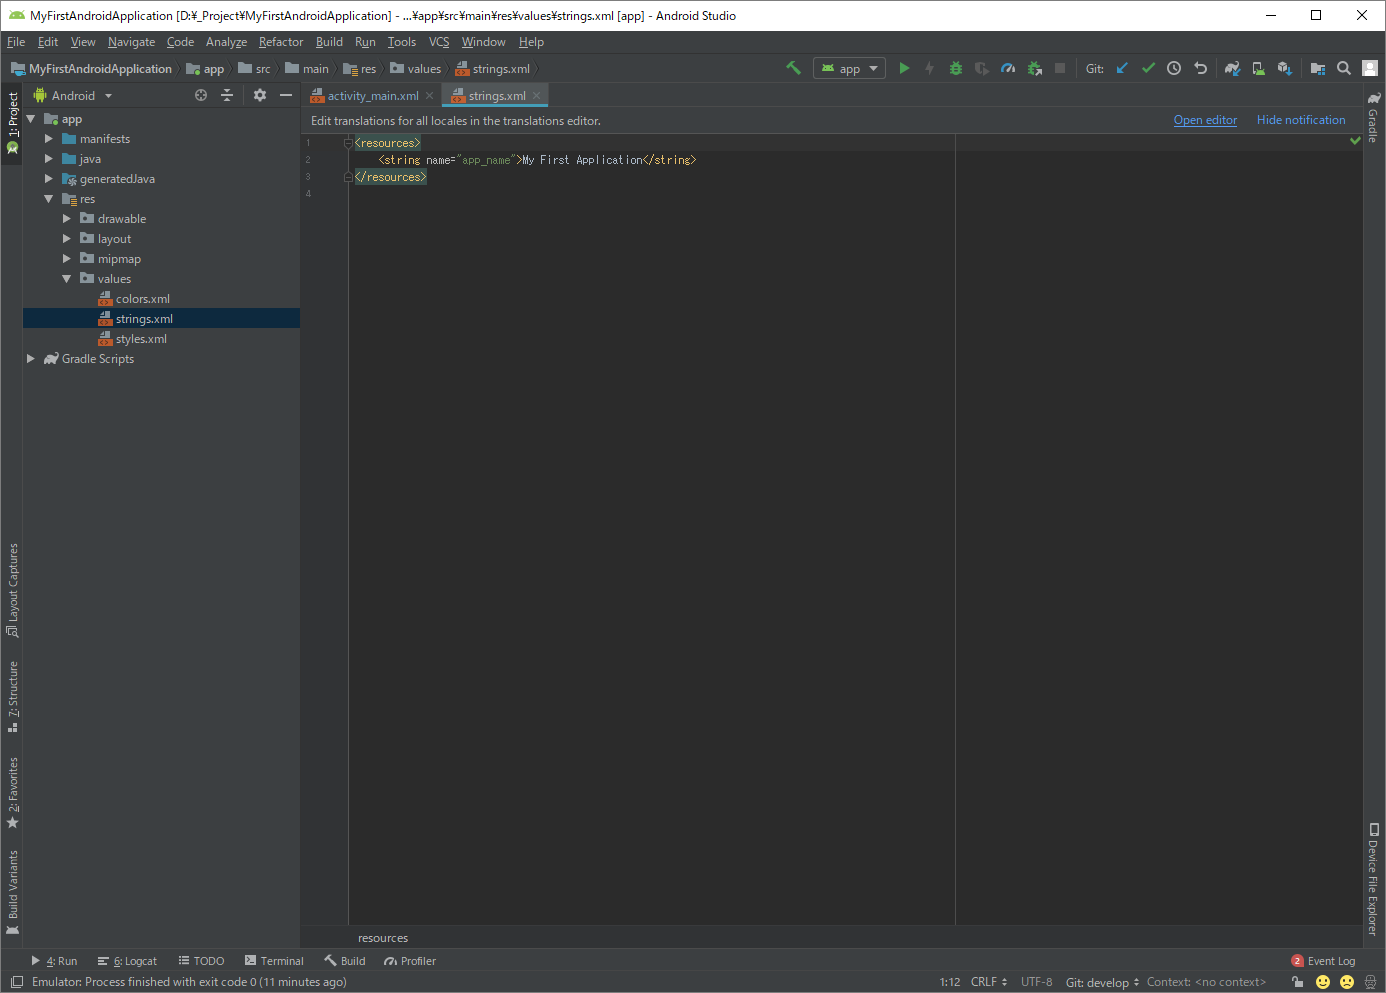 MyFirstAndroidApplication [D:¥_Project¥MyFirstAndroidApplication] - ...¥app¥src¥main¥res¥values¥strings.xml [app] - Android Studio
File Edit View Navigate Code Analyze Refactor Build Run Tools VCS Window Help
MyFirstAndroidApplication app src main res values strings.xml app Git:
1: Project
Android
activity_main.xml strings.xml
Gradle
Edit translations for all locales in the translations editor. Open editor Hide notification
app
manifests
java
generatedJava
res
drawable
layout
mipmap
values
colors.xml
strings.xml
styles.xml
Gradle Scripts
1 <resources>
2 <string name="app_name">My First Application</string>
3 </resources>
4
Layout Captures
7: Structure
2: Favorites
Build Variants
Device File Explorer
resources
4: Run 6: Logcat TODO Terminal Build Profiler 2 Event Log
Emulator: Process finished with exit code 0 (11 minutes ago) 1:12 CRLF UTF-8 Git: develop Context: <no context>